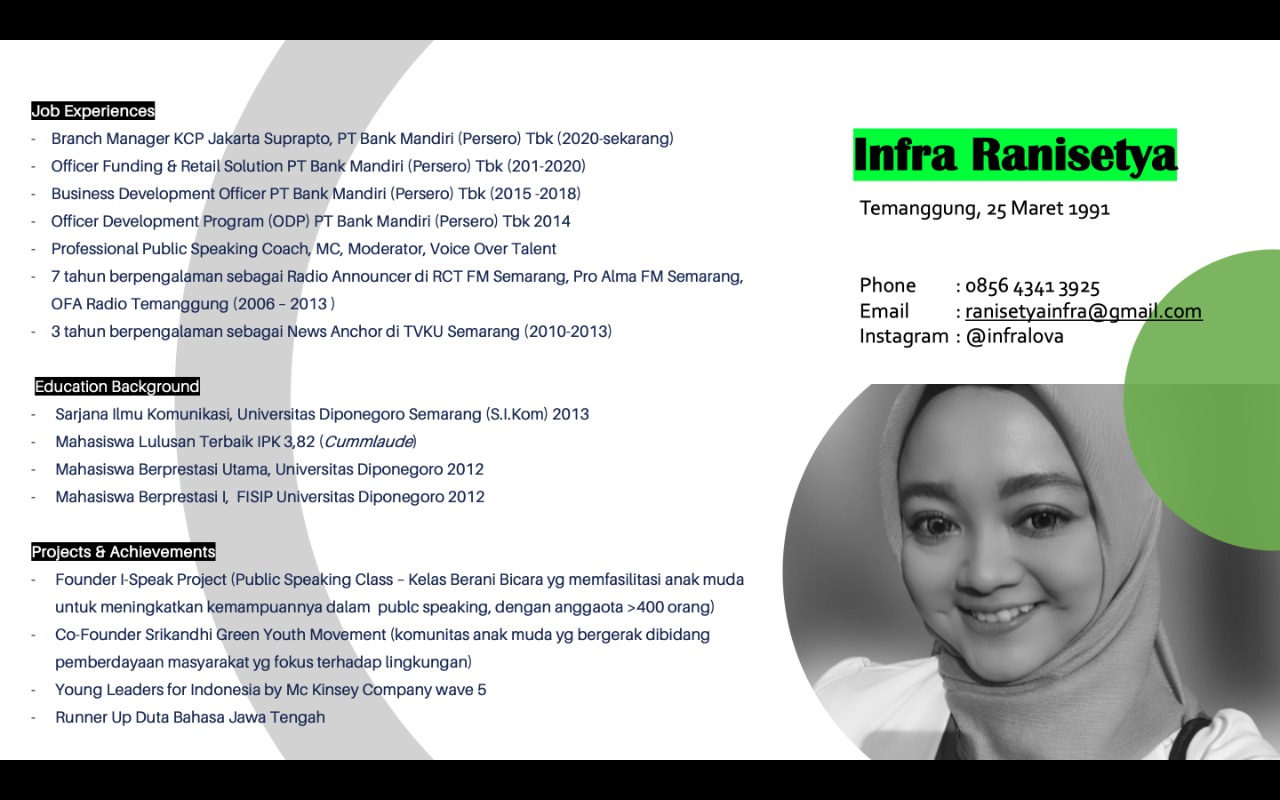 Job Experiences
- Branch Manager KCP Jakarta Suprapto, PT Bank Mandiri (Persero) Tbk (2020-sekarang)
- Officer Funding & Retail Solution PT Bank Mandiri (Persero) Tbk (201-2020)
- Business Development Officer PT Bank Mandiri (Persero) Tbk (2015 -2018)
- Officer Development Program (ODP) PT Bank Mandiri (Persero) Tbk 2014
- Professional Public Speaking Coach, MC, Moderator, Voice Over Talent
- 7 tahun berpengalaman sebagai Radio Announcer di RCT FM Semarang, Pro Alma FM Semarang,
OFA Radio Temanggung (2006 – 2013 )
- 3 tahun berpengalaman sebagai News Anchor di TVKU Semarang (2010-2013)
Education Background
- Sarjana Ilmu Komunikasi, Universitas Diponegoro Semarang (S.I.Kom) 2013
- Mahasiswa Lulusan Terbaik IPK 3,82 (Cummlaude)
- Mahasiswa Berprestasi Utama, Universitas Diponegoro 2012
- Mahasiswa Berprestasi I,  FISIP Universitas Diponegoro 2012
Projects & Achievements
- Founder I-Speak Project (Public Speaking Class – Kelas Berani Bicara yg memfasilitasi anak muda
untuk meningkatkan kemampuannya dalam  publc speaking, dengan anggaota >400 orang)
- Co-Founder Srikandhi Green Youth Movement (komunitas anak muda yg bergerak dibidang
pemberdayaan masyarakat yg fokus terhadap lingkungan)
- Young Leaders for Indonesia by Mc Kinsey Company wave 5
- Runner Up Duta Bahasa Jawa Tengah
Infra Ranisetya
Temanggung, 25 Maret 1991
Phone : 0856 4341 3925
Email : ranisetyainfra@gmail.com
Instagram : @infralova